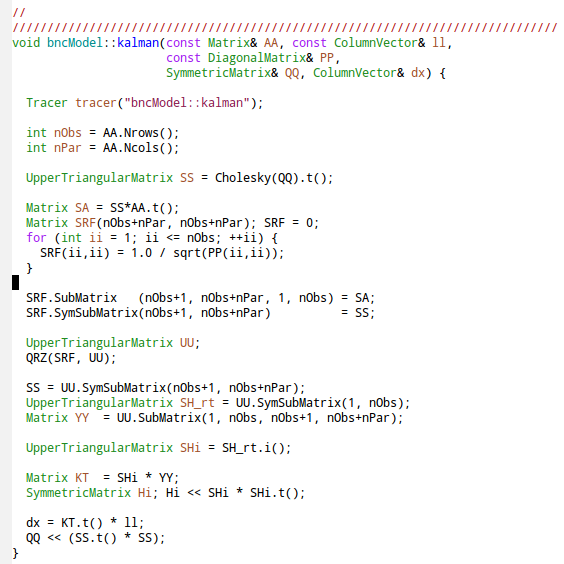 //
////////////////////////////////////////////////////////////////////////////
void bncModel::kalman(const Matrix& AA, const ColumnVector& ll,
                      const DiagonalMatrix& PP,
                      SymmetricMatrix& QQ, ColumnVector& dx) {

  Tracer tracer("bncModel::kalman");

  int nObs = AA.Nrows();
  int nPar = AA.Ncols();

  UpperTriangularMatrix SS = Cholesky(QQ).t();

  Matrix SA = SS*AA.t();
  Matrix SRF(nObs+nPar, nObs+nPar); SRF = 0;
  for (int ii = 1; ii <= nObs; ++ii) {
    SRF(ii,ii) = 1.0 / sqrt(PP(ii,ii));
  }

  SRF.SubMatrix   (nObs+1, nObs+nPar, 1, nObs) = SA;
  SRF.SymSubMatrix(nObs+1, nObs+nPar)          = SS;

  UpperTriangularMatrix UU;
  QRZ(SRF, UU);

  SS = UU.SymSubMatrix(nObs+1, nObs+nPar);
  UpperTriangularMatrix SH_rt = UU.SymSubMatrix(1, nObs);
  Matrix YY  = UU.SubMatrix(1, nObs, nObs+1, nObs+nPar);

  UpperTriangularMatrix SHi = SH_rt.i();

  Matrix KT  = SHi * YY;
  SymmetricMatrix Hi; Hi << SHi * SHi.t();

  dx = KT.t() * ll;
  QQ << (SS.t() * SS);
}